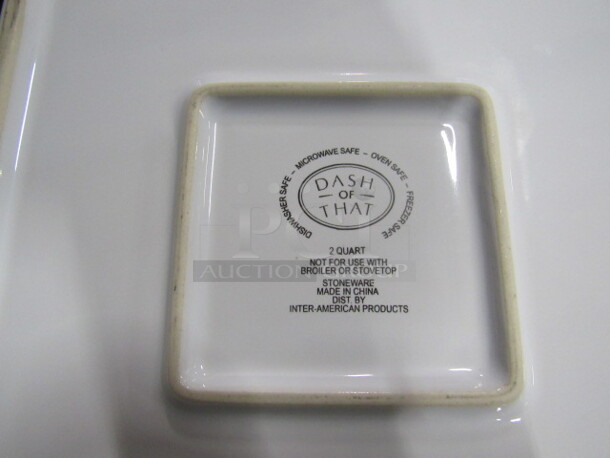 DISHWASHER SAFE – MICROWAVE SAFE – OVEN SAFE – FREEZER SAFE
DASH
OF
THAT
2 QUART
NOT FOR USE WITH
BROILER OR STOVETOP
STONEWARE
MADE IN CHINA
DIST. BY
INTER-AMERICAN PRODUCTS